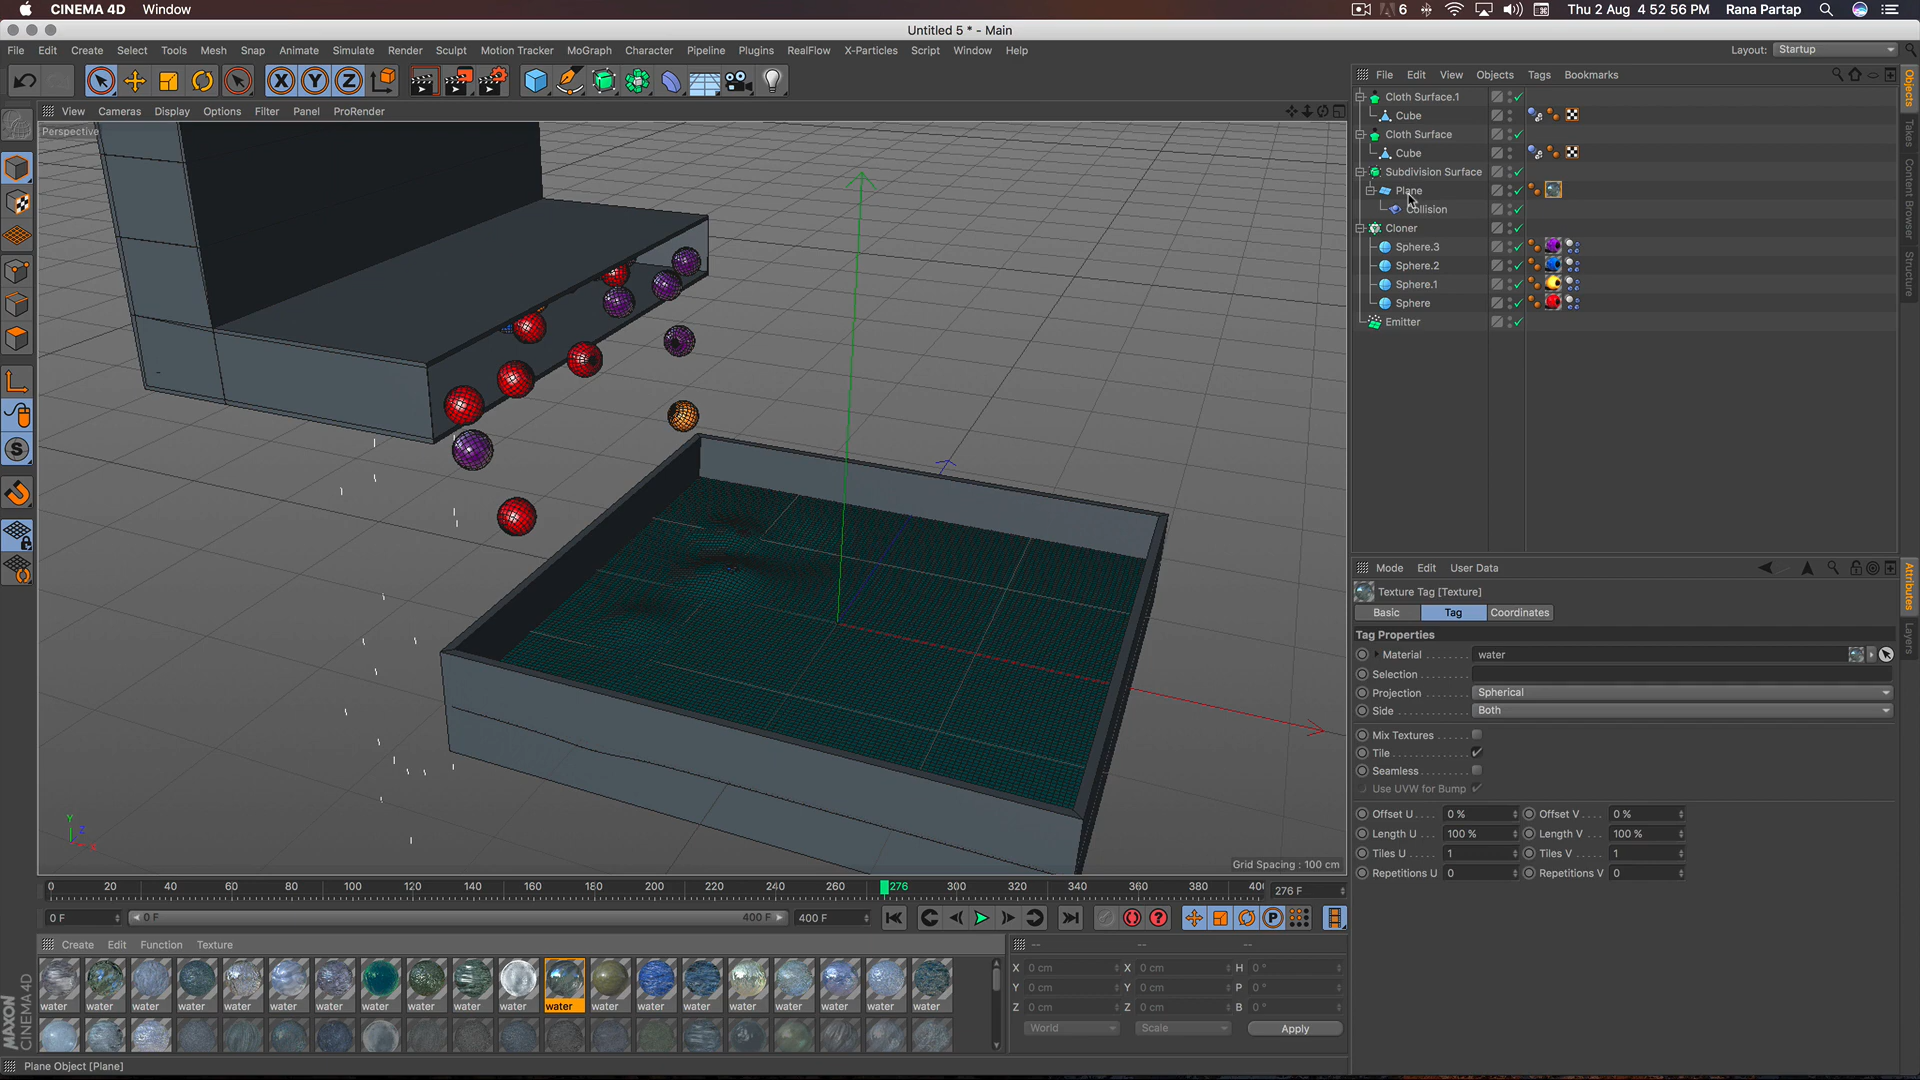 CINEMA 4D Window
6 Thu 2 Aug 4 52 56 PM Rana Partap
Untitled 5 * - Main
File Edit Create Select Tools Mesh Snap Animate Simulate Render Sculpt Motion Tracker MoGraph Character Pipeline Plugins RealFlow X-Particles Script Window Help
Layout: Startup
X Y Z
File Edit View Objects Tags Bookmarks
View Cameras Display Options Filter Panel ProRender
Perspective
Cloth Surface.1
Cube
Cloth Surface
Cube
Subdivision Surface
Plane
Collision
Cloner
Sphere.3
Sphere.2
Sphere.1
Sphere
Emitter
Objects
Takes
Content Browser
Structure
Mode Edit User Data
Texture Tag [Texture]
Basic Tag Coordinates
Tag Properties
Material water
Selection
Projection Spherical
Side Both
Mix Textures
Tile
Seamless
Use UVW for Bump
Offset U 0 % Offset V 0 %
Length U 100 % Length V 100 %
Tiles U 1 Tiles V 1
Repetitions U 0 Repetitions V 0
Attributes
Layers
Y
Z
X
Grid Spacing : 100 cm
0 20 40 60 80 100 120 140 160 180 200 220 240 260 276 300 320 340 360 380 40 276 F
0 F 0 F 400 F 400 F
Create Edit Function Texture
-- -- --
water water water water water water water water water water water water water water water water water water water water
X 0 cm X 0 cm H 0 °
Y 0 cm Y 0 cm P 0 °
Z 0 cm Z 0 cm B 0 °
World Scale Apply
MAXON
CINEMA 4D
Plane Object [Plane]